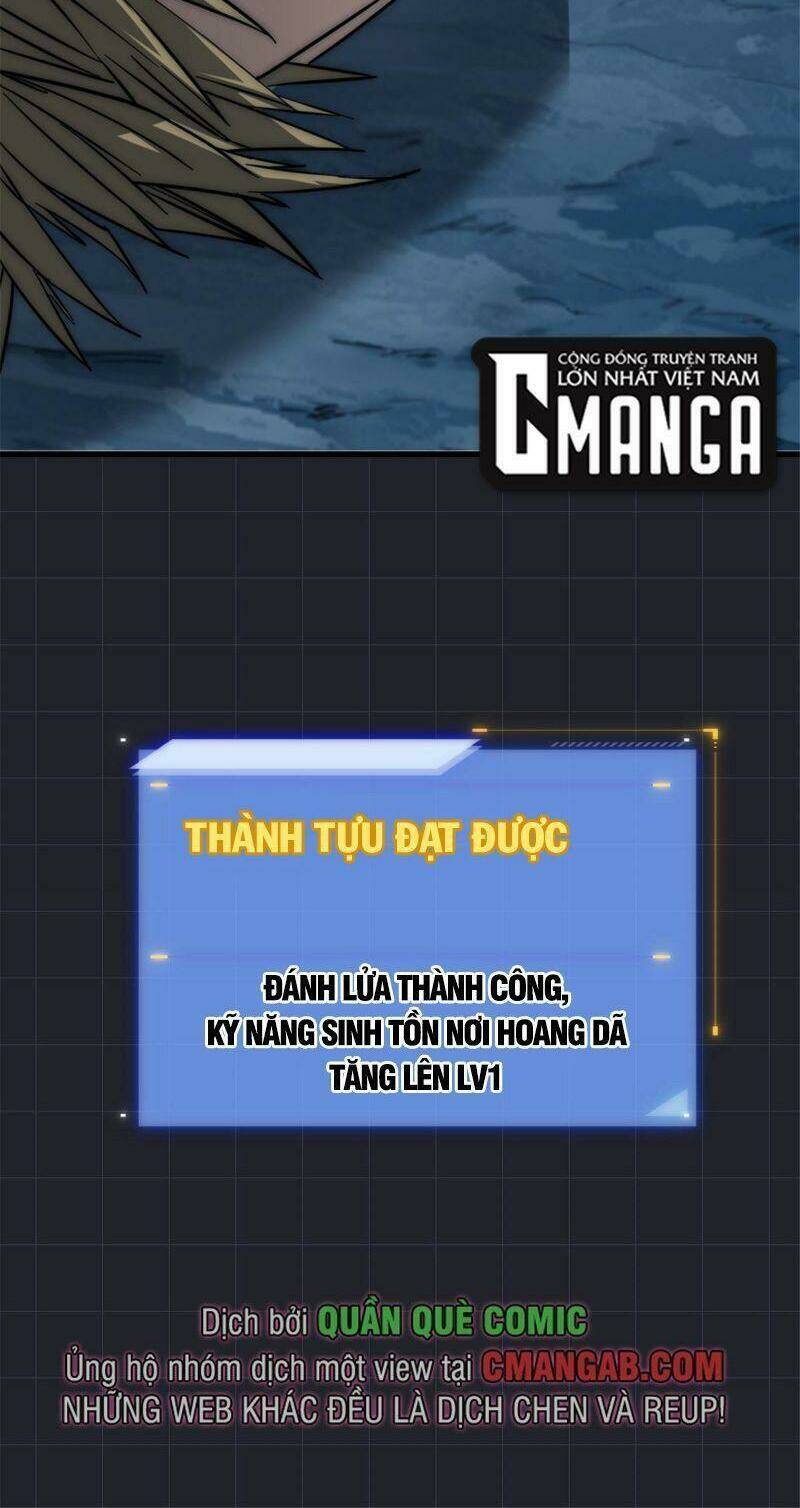 CỘNG ĐỒNG TRUYỆN TRANH
LỚN NHẤT VIỆT NAM
CMANGA
THÀNH TỰU ĐẠT ĐƯỢC
ĐÁNH LỬA THÀNH CÔNG,
KỸ NĂNG SINH TỒN NƠI HOANG DÃ
TĂNG LÊN LV1
Dịch bởi QUẦN QUÈ COMIC
Ủng hộ nhóm dịch một view tại CMANGAB.COM
NHỮNG WEB KHÁC ĐỀU LÀ DỊCH CHEN VÀ REUP!